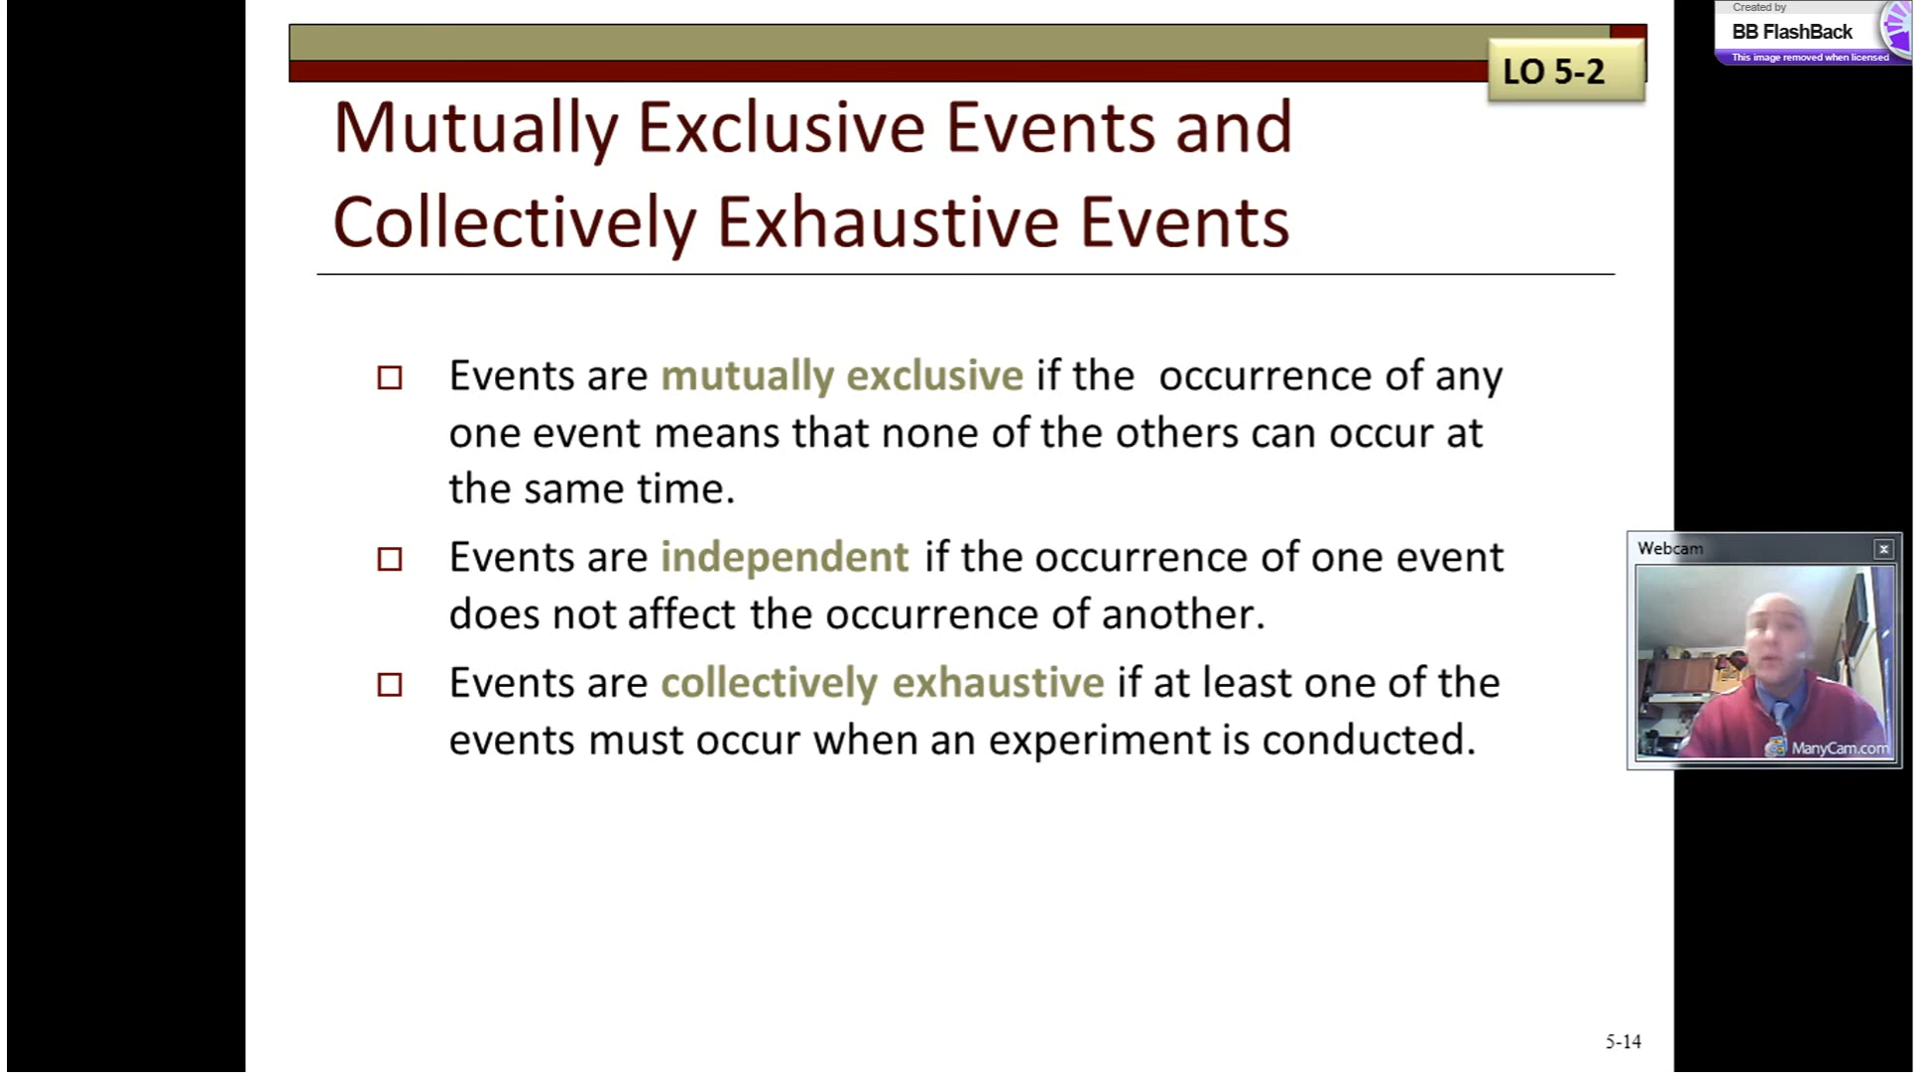 Created by
BB FlashBack
This image removed when licensed
LO 5-2
Mutually Exclusive Events and
Collectively Exhaustive Events
Events are mutually exclusive if the occurrence of any
one event means that none of the others can occur at
the same time.
Events are independent if the occurrence of one event
does not affect the occurrence of another.
Events are collectively exhaustive if at least one of the
events must occur when an experiment is conducted.
Webcam
ManyCam.com
5-14